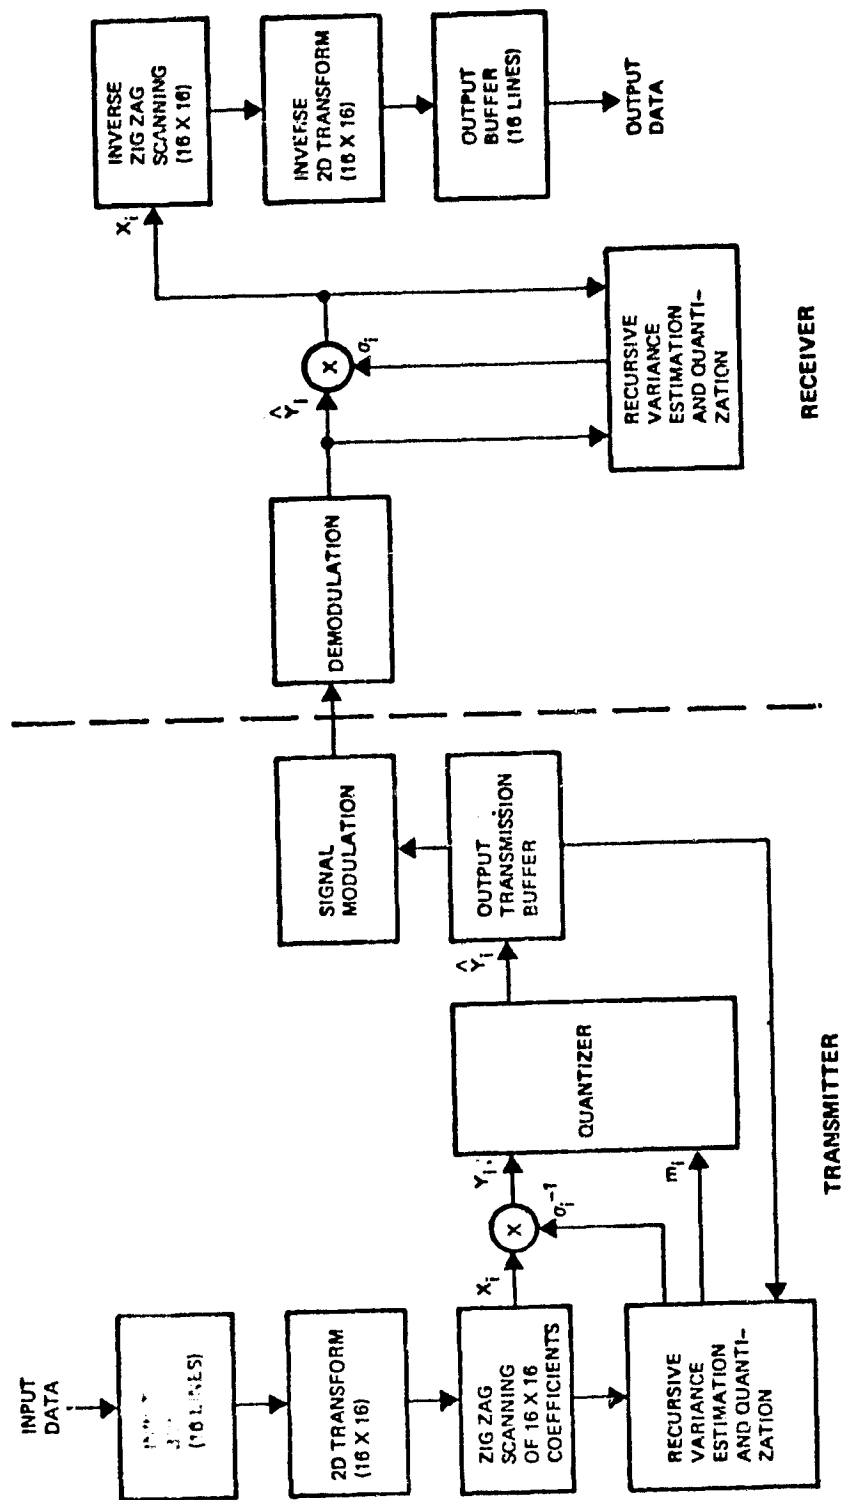 INPUT
DATA
(16 LINES)
2D TRANSFORM
(16 X 16)
ZIG ZAG
SCANNING
OF 16 X 16
COEFFICIENTS
RECURSIVE
VARIANCE
ESTIMATION
AND QUANTI-
ZATION
Xi
X
σi⁻¹
Yi
mi
QUANTIZER
Ŷi
OUTPUT
TRANSMISSION
BUFFER
SIGNAL
MODULATION
TRANSMITTER
DEMODULATION
Ŷi
X
σi
RECURSIVE
VARIANCE
ESTIMATION
AND QUANTI-
ZATION
Xi
INVERSE
ZIG ZAG
SCANNING
(16 X 16)
INVERSE
2D TRANSFORM
(16 X 16)
OUTPUT
BUFFER
(16 LINES)
OUTPUT
DATA
RECEIVER